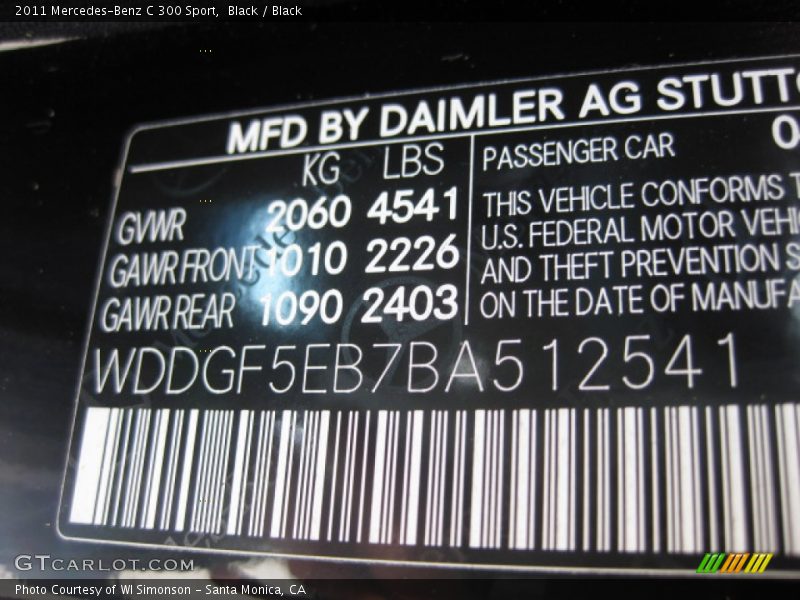 2011 Mercedes-Benz C 300 Sport, Black / Black
MFD BY DAIMLER AG
KG LBS
GVWR 2060 4541
GAWR FRONT 1010 2226
GAWR REAR 1090 2403
PASSENGER CAR
THIS VEHICLE CONFORMS
U.S. FEDERAL MOTOR
AND THEFT PREVENTION
ON THE DATE OF
WDDGF5EB7BA512541
GTCARLOT.COM
Photo Courtesy of WI Simonson - Santa Monica, CA